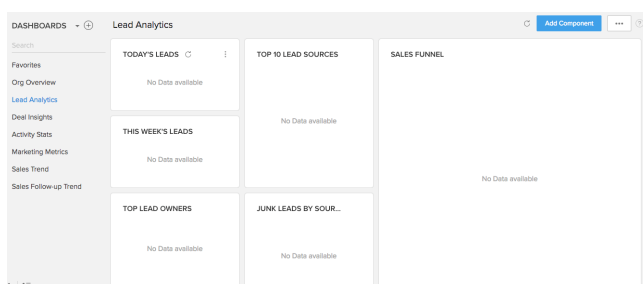 DASHBOARDS
Search
Favorites
Org Overview
Lead Analytics
Deal Insights
Activity Stats
Marketing Metrics
Sales Trend
Sales Follow-up Trend
Lead Analytics
Add Component
TODAY'S LEADS
No Data available
THIS WEEK'S LEADS
No Data available
TOP LEAD OWNERS
No Data available
TOP 10 LEAD SOURCES
No Data available
JUNK LEADS BY SOUR...
No Data available
SALES FUNNEL
No Data available